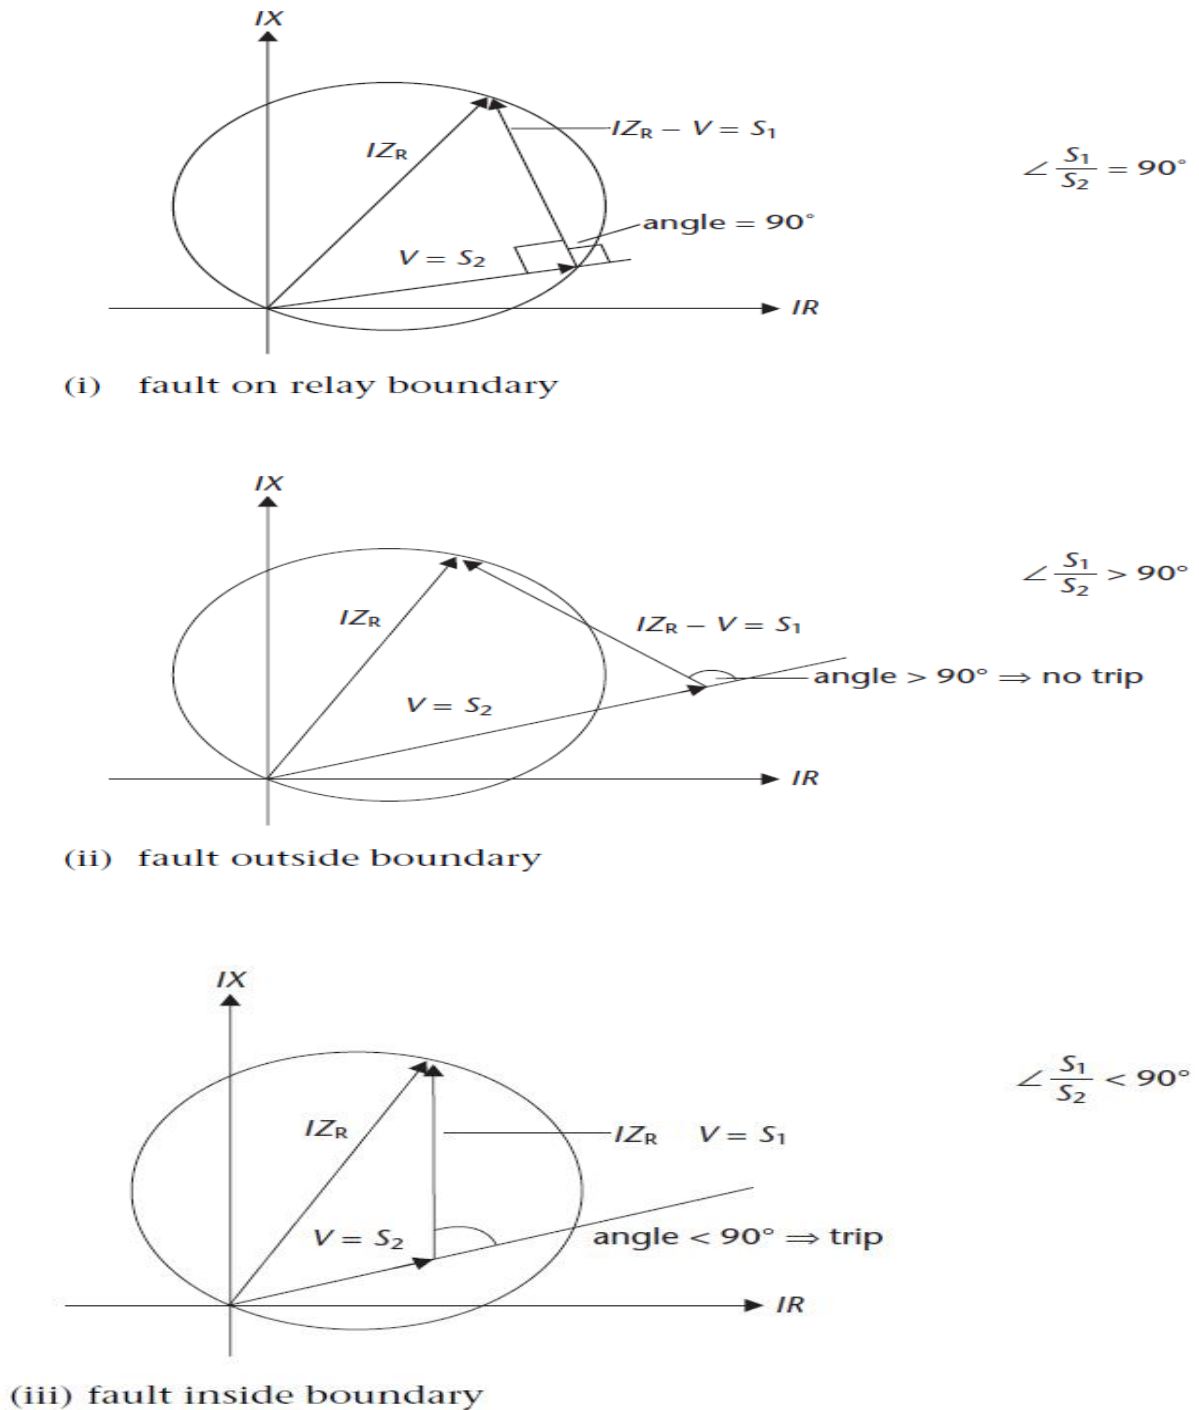 IX
IZR − V = S1
IZR
∠ S1/S2 = 90°
angle = 90°
V = S2
IR
(i) fault on relay boundary
IX
∠ S1/S2 > 90°
IZR
IZR − V = S1
angle > 90° ⇒ no trip
V = S2
IR
(ii) fault outside boundary
IX
∠ S1/S2 < 90°
IZR
IZR V = S1
V = S2
angle < 90° ⇒ trip
IR
(iii) fault inside boundary